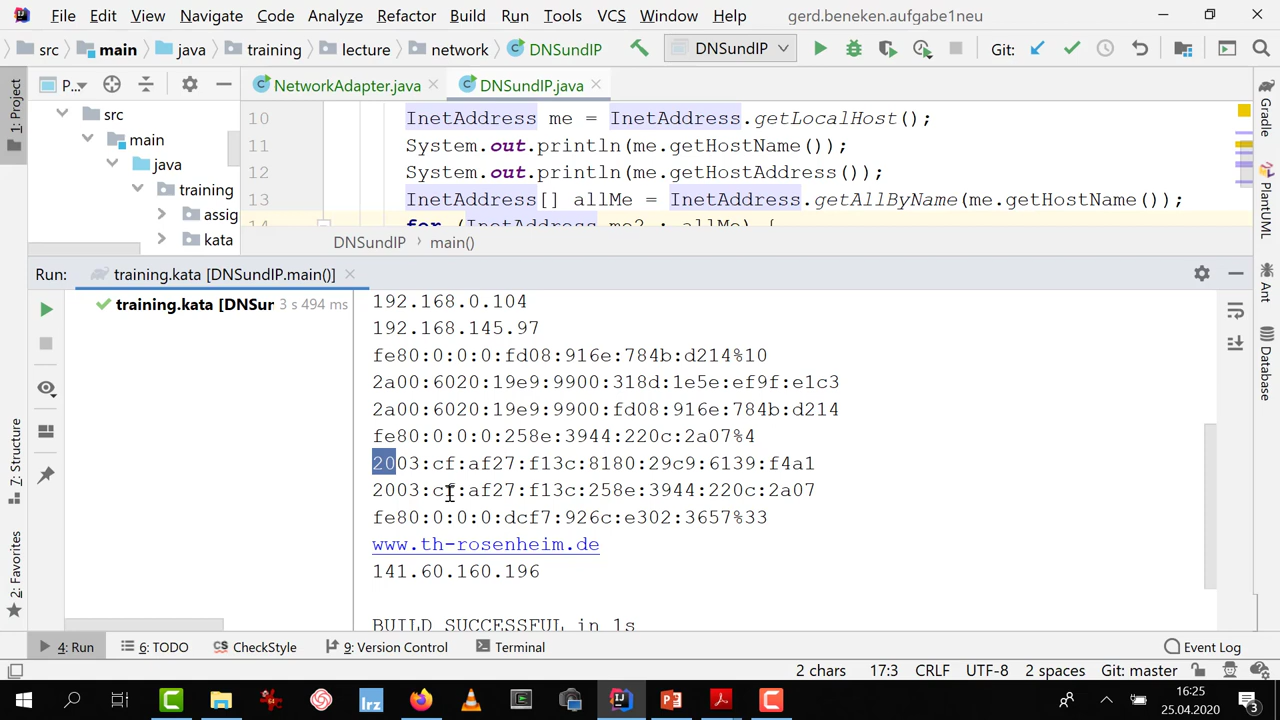 File Edit View Navigate Code Analyze Refactor Build Run Tools VCS Window Help gerd.beneken.aufgabe1neu
src main java training lecture network DNSundIP DNSundIP Git:
P... NetworkAdapter.java DNSundIP.java
1: Project
src
main
java
training
assig
kata
10 InetAddress me = InetAddress.getLocalHost();
11 System.out.println(me.getHostName());
12 System.out.println(me.getHostAddress());
13 InetAddress[] allMe = InetAddress.getAllByName(me.getHostName());
14 for (InetAddress me2 : allMe) {
DNSundIP main()
Gradle
PlantUML
Ant
Database
Run: training.kata [DNSundIP.main()]
training.kata [DNSur 3 s 494 ms
192.168.0.104
192.168.145.97
fe80:0:0:0:fd08:916e:784b:d214%10
2a00:6020:19e9:9900:318d:1e5e:ef9f:e1c3
2a00:6020:19e9:9900:fd08:916e:784b:d214
fe80:0:0:0:258e:3944:220c:2a07%4
2003:cf:af27:f13c:8180:29c9:6139:f4a1
2003:cf:af27:f13c:258e:3944:220c:2a07
fe80:0:0:0:dcf7:926c:e302:3657%33
www.th-rosenheim.de
141.60.160.196
BUILD SUCCESSFUL in 1s
7: Structure
2: Favorites
4: Run 6: TODO CheckStyle 9: Version Control Terminal Event Log
2 chars 17:3 CRLF UTF-8 2 spaces Git: master
lrz
16:25
25.04.2020
3